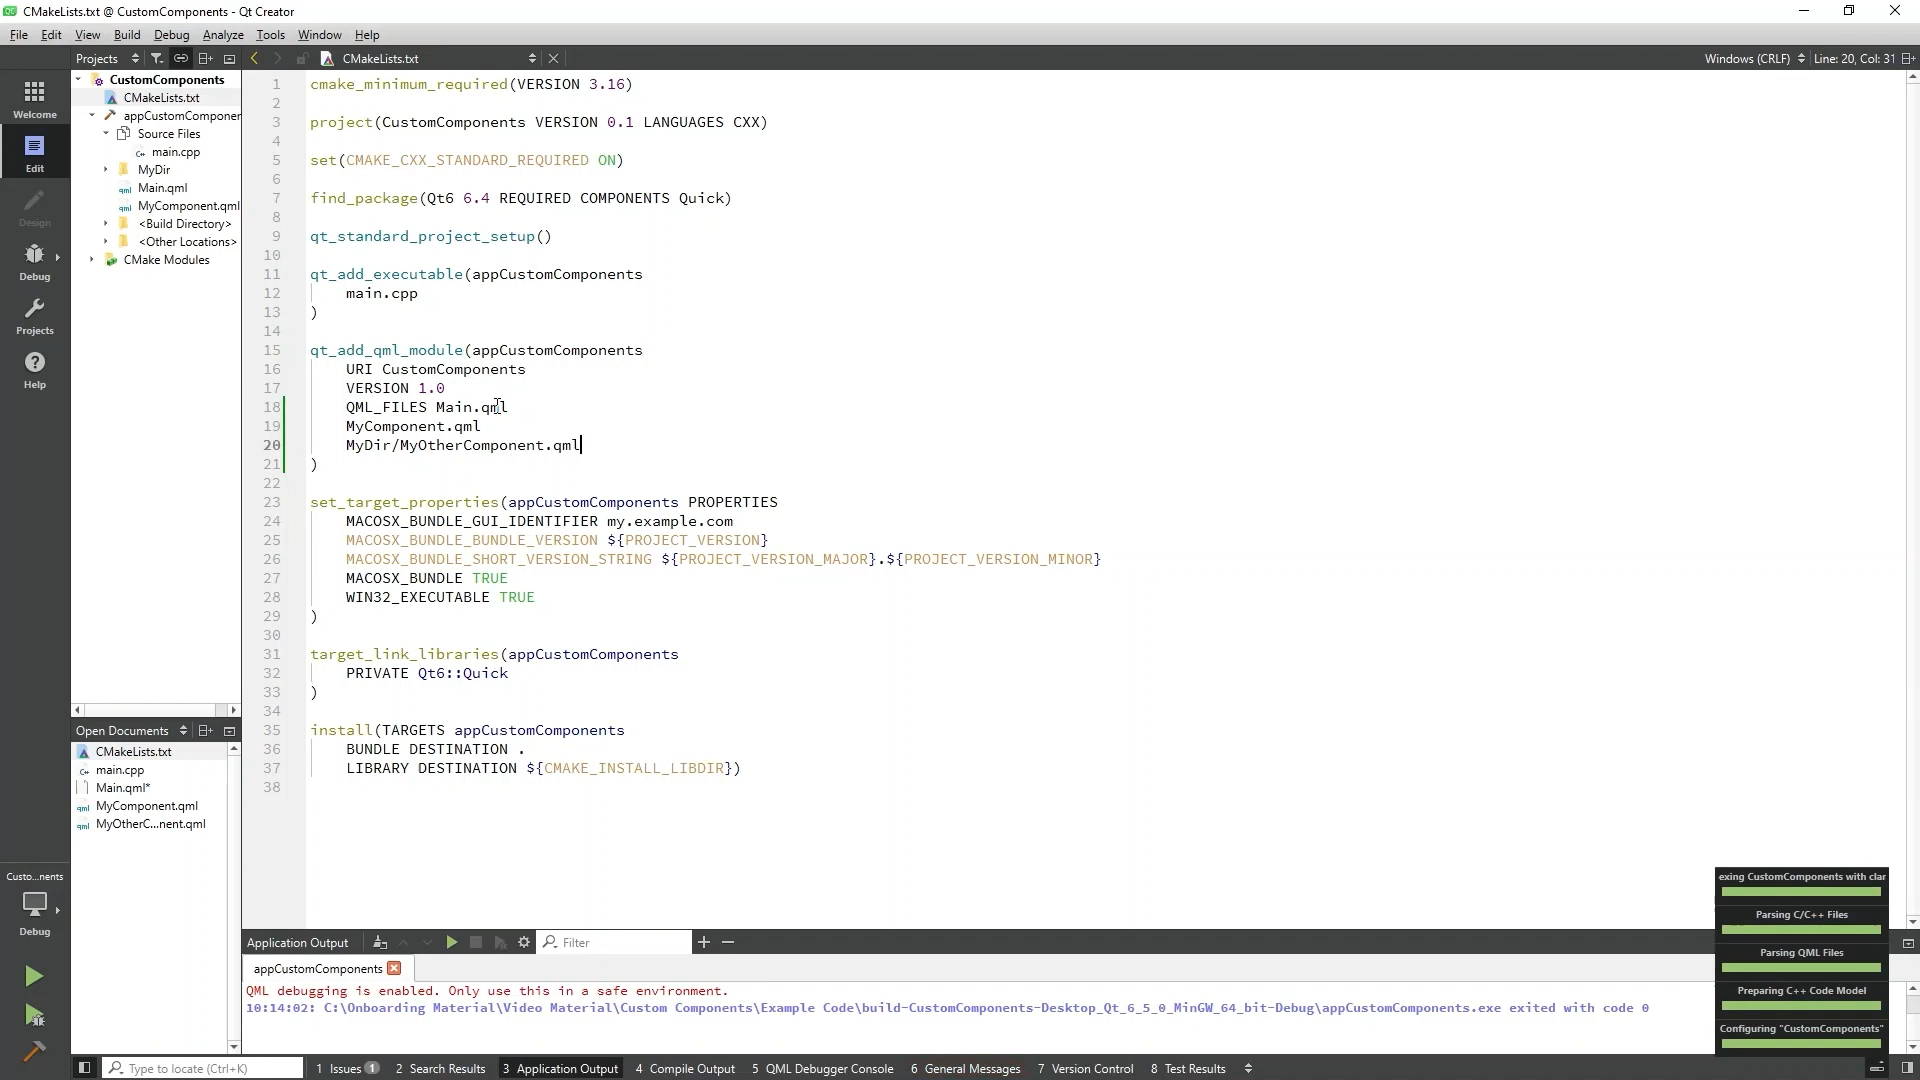 CMakeLists.txt @ CustomComponents - Qt Creator
File Edit View Build Debug Analyze Tools Window Help
Projects
CMakeLists.txt
Windows (CRLF)
Line: 20, Col: 31
Welcome
Edit
Design
Debug
Projects
Help
CustomComponents
CMakeLists.txt
appCustomComponer
Source Files
main.cpp
MyDir
Main.qml
MyComponent.qml
<Build Directory>
<Other Locations>
CMake Modules
1 cmake_minimum_required(VERSION 3.16)
2
3 project(CustomComponents VERSION 0.1 LANGUAGES CXX)
4
5 set(CMAKE_CXX_STANDARD_REQUIRED ON)
6
7 find_package(Qt6 6.4 REQUIRED COMPONENTS Quick)
8
9 qt_standard_project_setup()
10
11 qt_add_executable(appCustomComponents
12 main.cpp
13 )
14
15 qt_add_qml_module(appCustomComponents
16 URI CustomComponents
17 VERSION 1.0
18 QML_FILES Main.qml
19 MyComponent.qml
20 MyDir/MyOtherComponent.qml
21 )
22
23 set_target_properties(appCustomComponents PROPERTIES
24 MACOSX_BUNDLE_GUI_IDENTIFIER my.example.com
25 MACOSX_BUNDLE_BUNDLE_VERSION ${PROJECT_VERSION}
26 MACOSX_BUNDLE_SHORT_VERSION_STRING ${PROJECT_VERSION_MAJOR}.${PROJECT_VERSION_MINOR}
27 MACOSX_BUNDLE TRUE
28 WIN32_EXECUTABLE TRUE
29 )
30
31 target_link_libraries(appCustomComponents
32 PRIVATE Qt6::Quick
33 )
34
35 install(TARGETS appCustomComponents
36 BUNDLE DESTINATION .
37 LIBRARY DESTINATION ${CMAKE_INSTALL_LIBDIR})
38
Open Documents
CMakeLists.txt
main.cpp
Main.qml*
MyComponent.qml
MyOtherC...nent.qml
Custo...nents
Debug
Application Output
Filter
appCustomComponents
QML debugging is enabled. Only use this in a safe environment.
10:14:02: C:\Onboarding Material\Video Material\Custom Components\Example Code\build-CustomComponents-Desktop_Qt_6_5_0_MinGW_64_bit-Debug\appCustomComponents.exe exited with code 0
exing CustomComponents with clar
Parsing C/C++ Files
Parsing QML Files
Preparing C++ Code Model
Configuring "CustomComponents"
Type to locate (Ctrl+K)
1 Issues 1
2 Search Results
3 Application Output
4 Compile Output
5 QML Debugger Console
6 General Messages
7 Version Control
8 Test Results